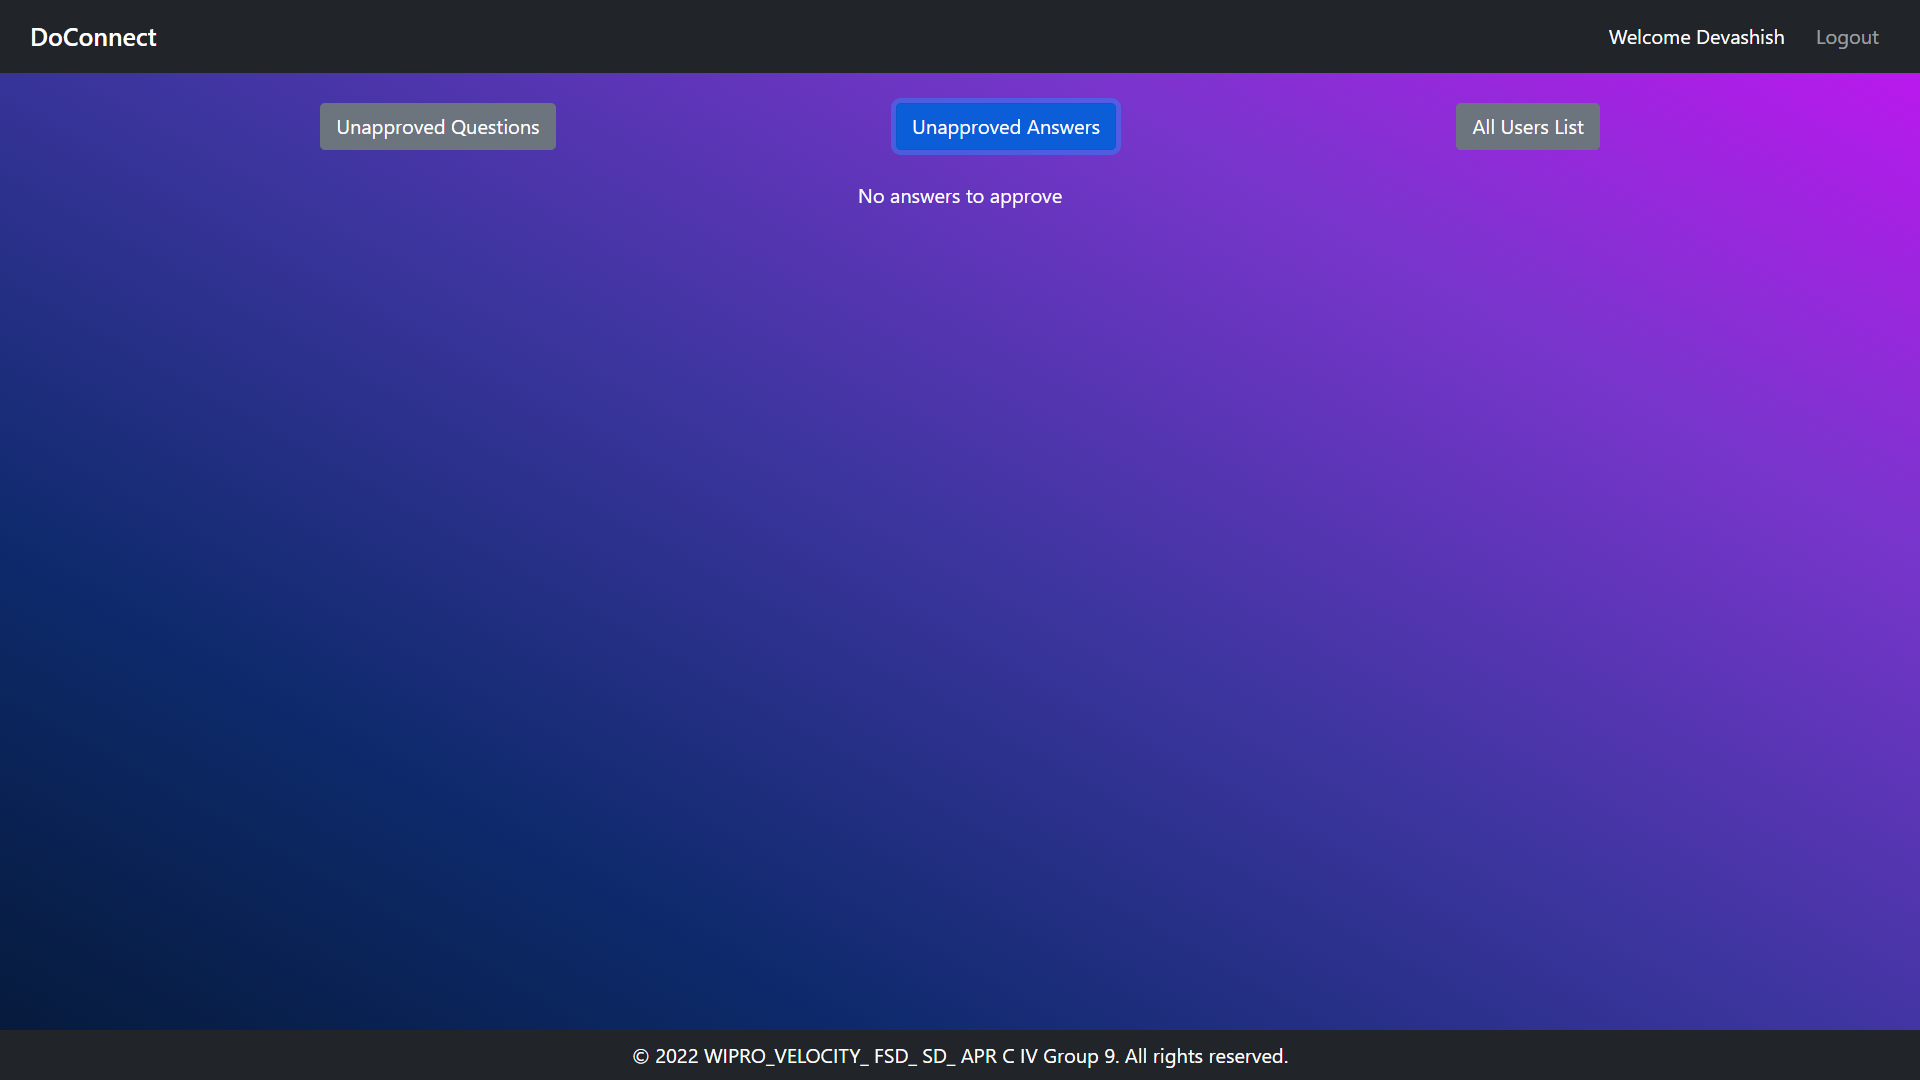 DoConnect Welcome Devashish Logout
Unapproved Questions Unapproved Answers All Users List
No answers to approve
© 2022 WIPRO_VELOCITY_ FSD_ SD_ APR C IV Group 9. All rights reserved.